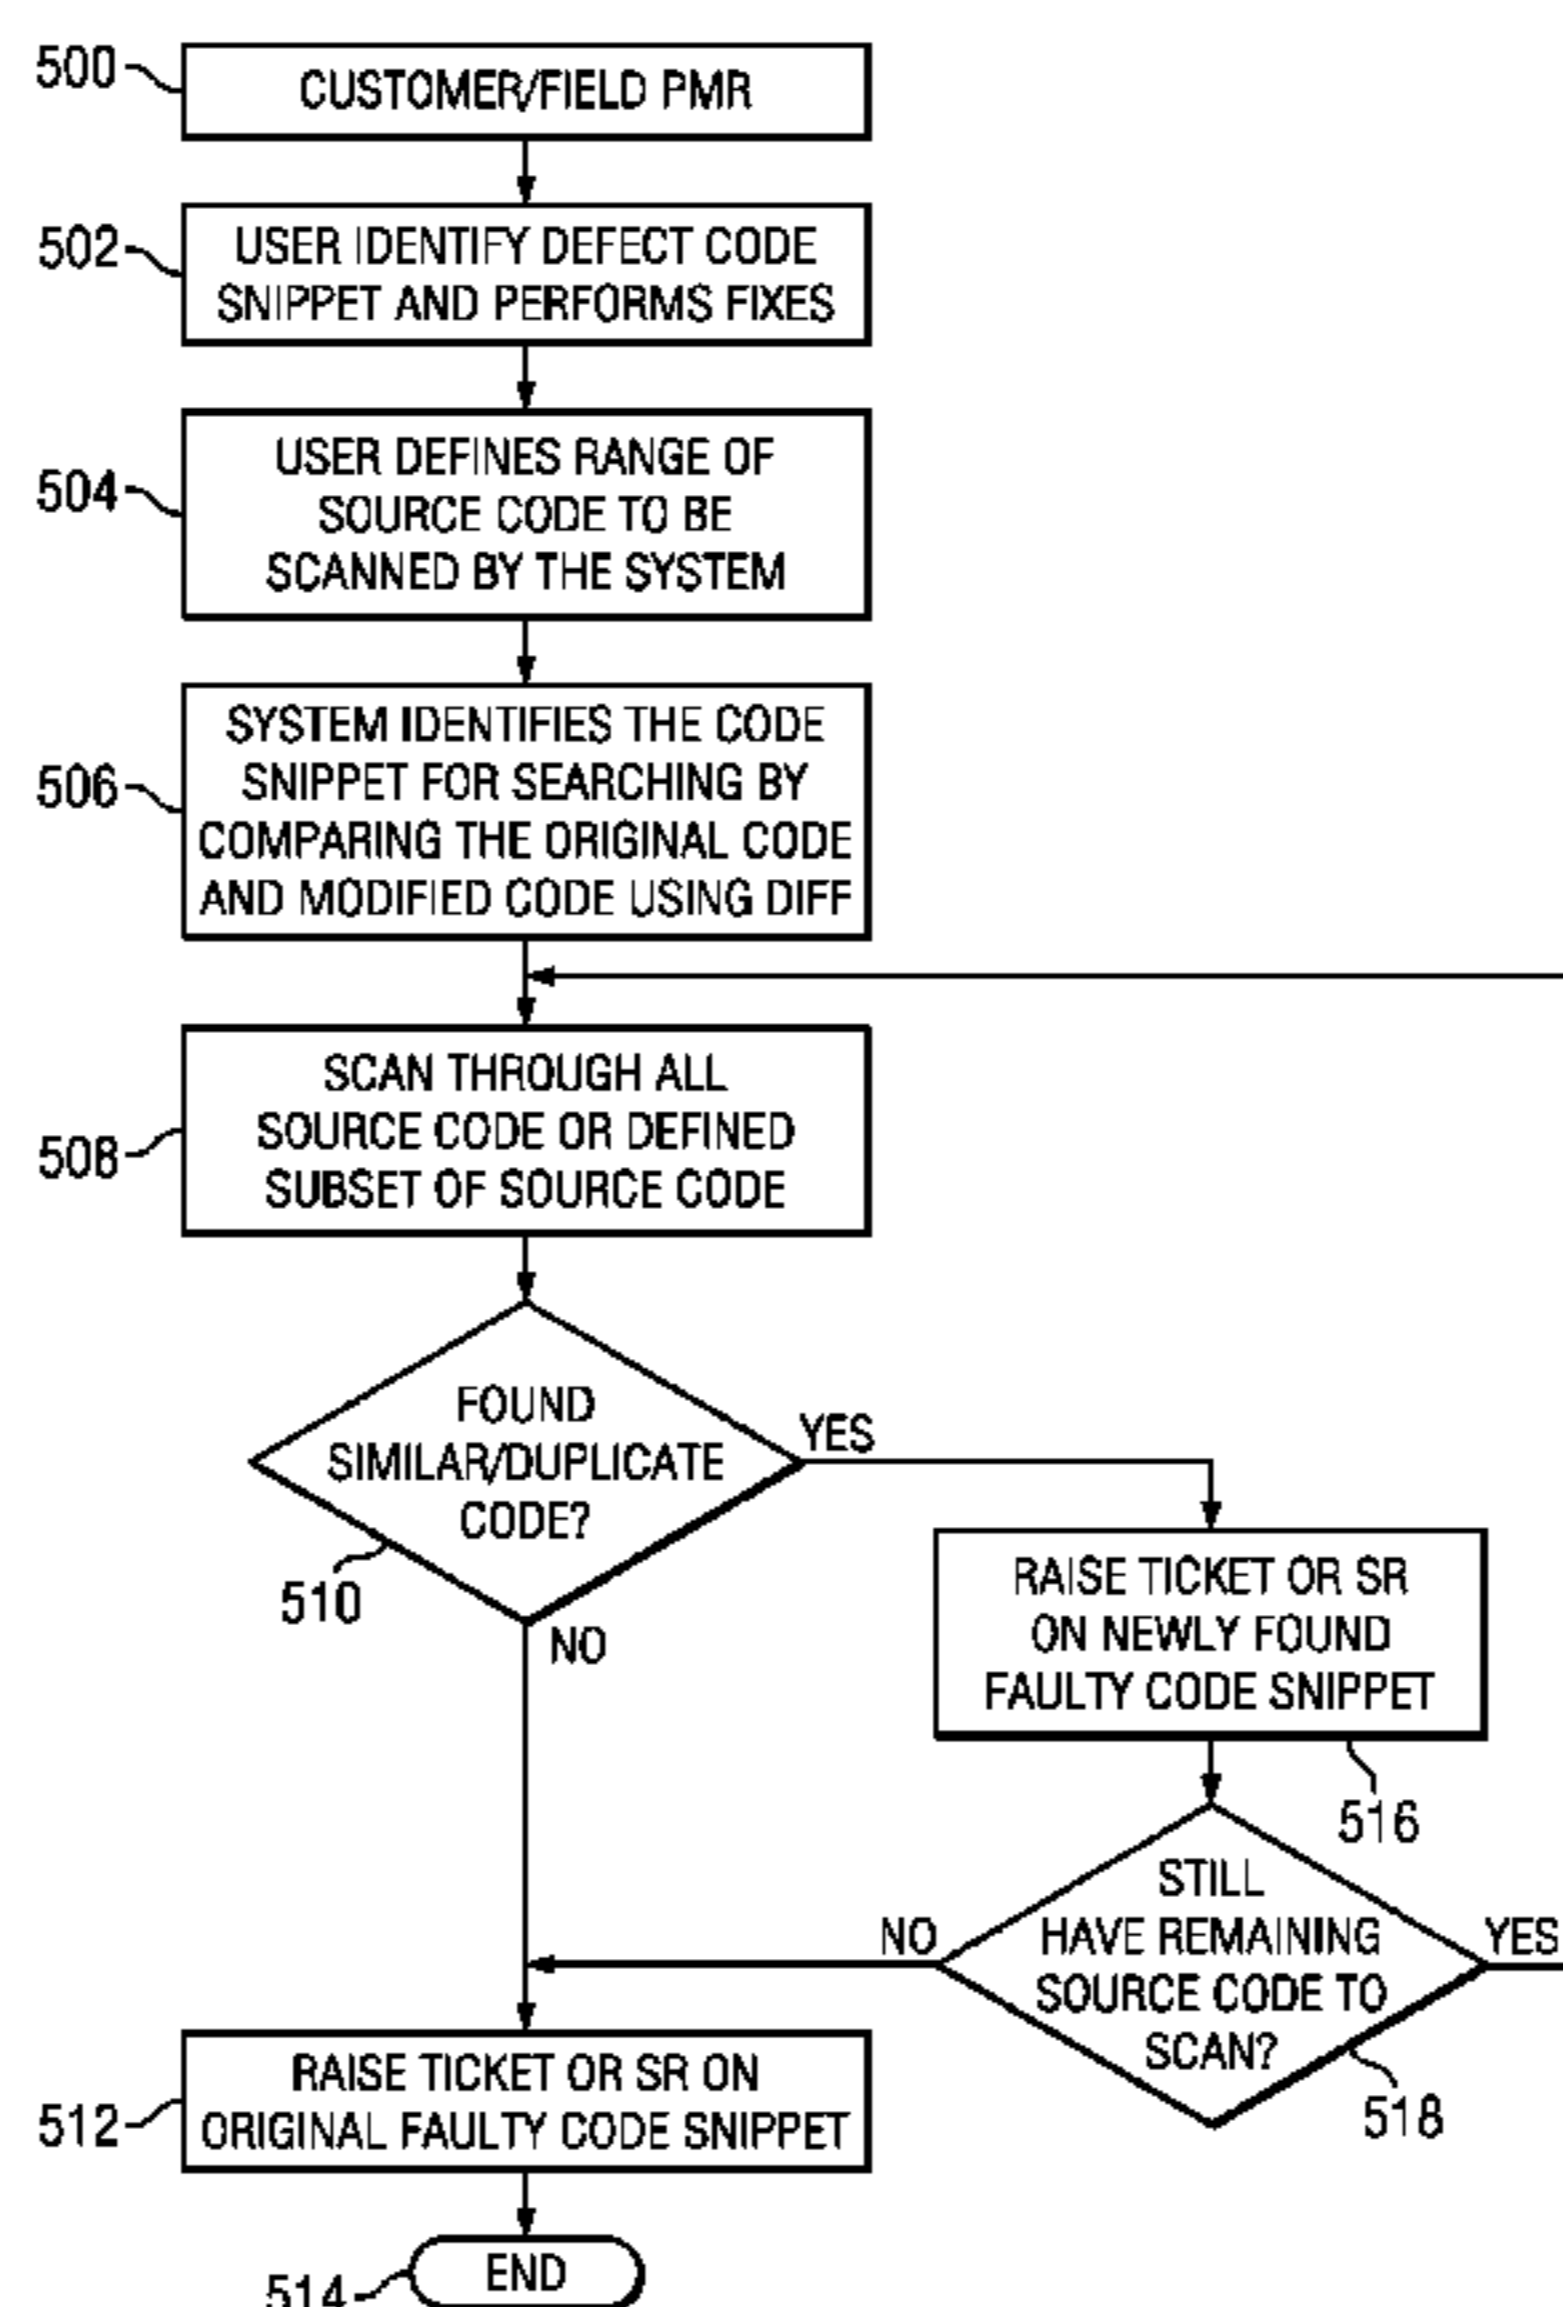 500
CUSTOMER/FIELD PMR
502
USER IDENTIFY DEFECT CODE
SNIPPET AND PERFORMS FIXES
504
USER DEFINES RANGE OF
SOURCE CODE TO BE
SCANNED BY THE SYSTEM
506
SYSTEM IDENTIFIES THE CODE
SNIPPET FOR SEARCHING BY
COMPARING THE ORIGINAL CODE
AND MODIFIED CODE USING DIFF
508
SCAN THROUGH ALL
SOURCE CODE OR DEFINED
SUBSET OF SOURCE CODE
FOUND
SIMILAR/DUPLICATE
CODE?
510
YES
NO
RAISE TICKET OR SR
ON NEWLY FOUND
FAULTY CODE SNIPPET
516
STILL
HAVE REMAINING
SOURCE CODE TO
SCAN?
518
NO
YES
512
RAISE TICKET OR SR ON
ORIGINAL FAULTY CODE SNIPPET
514
END